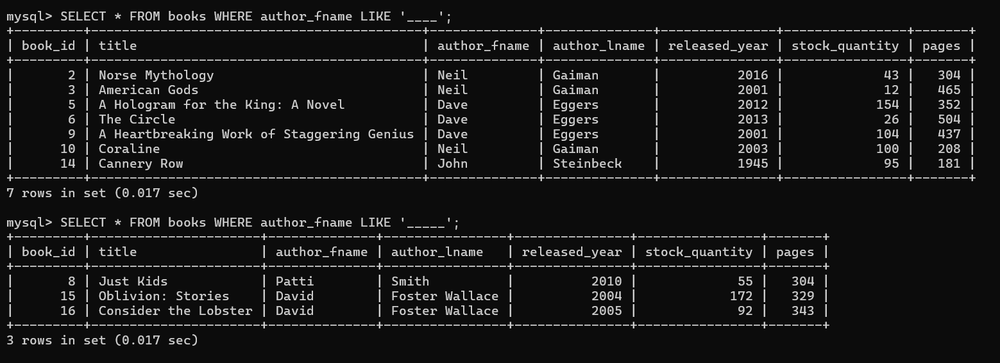 mysql> SELECT * FROM books WHERE author_fname LIKE '____';
+---------+-------------------------------------------+--------------+--------------+---------------+----------------+-------+
| book_id | title                                     | author_fname | author_lname | released_year | stock_quantity | pages |
+---------+-------------------------------------------+--------------+--------------+---------------+----------------+-------+
|       2 | Norse Mythology                           | Neil         | Gaiman       |          2016 |             43 |   304 |
|       3 | American Gods                             | Neil         | Gaiman       |          2001 |             12 |   465 |
|       5 | A Hologram for the King: A Novel          | Dave         | Eggers       |          2012 |            154 |   352 |
|       6 | The Circle                                | Dave         | Eggers       |          2013 |             26 |   504 |
|       9 | A Heartbreaking Work of Staggering Genius | Dave         | Eggers       |          2001 |            104 |   437 |
|      10 | Coraline                                  | Neil         | Gaiman       |          2003 |            100 |   208 |
|      14 | Cannery Row                               | John         | Steinbeck    |          1945 |             95 |   181 |
+---------+-------------------------------------------+--------------+--------------+---------------+----------------+-------+
7 rows in set (0.017 sec)

mysql> SELECT * FROM books WHERE author_fname LIKE '_____';
+---------+----------------------+--------------+----------------+---------------+----------------+-------+
| book_id | title                | author_fname | author_lname   | released_year | stock_quantity | pages |
+---------+----------------------+--------------+----------------+---------------+----------------+-------+
|       8 | Just Kids            | Patti        | Smith          |          2010 |             55 |   304 |
|      15 | Oblivion: Stories    | David        | Foster Wallace |          2004 |            172 |   329 |
|      16 | Consider the Lobster | David        | Foster Wallace |          2005 |             92 |   343 |
+---------+----------------------+--------------+----------------+---------------+----------------+-------+
3 rows in set (0.017 sec)